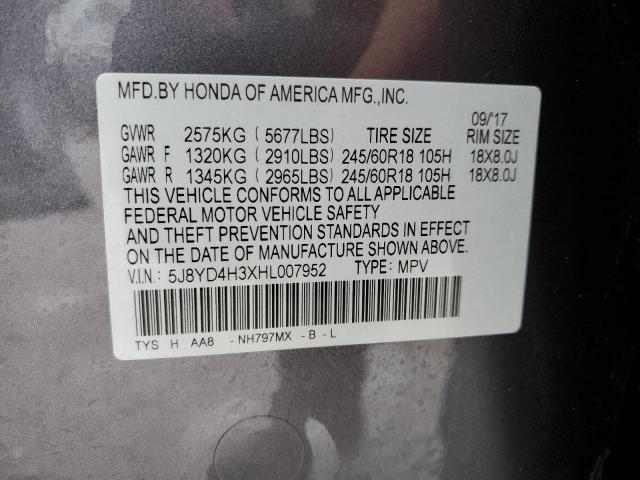 MFD.BY HONDA OF AMERICA MFG.,INC.
09/'17
GVWR 2575KG ( 5677LBS) TIRE SIZE RIM SIZE
GAWR F 1320KG ( 2910LBS) 245/60R18 105H 18X8.0J
GAWR R 1345KG ( 2965LBS) 245/60R18 105H 18X8.0J
THIS VEHICLE CONFORMS TO ALL APPLICABLE
FEDERAL MOTOR VEHICLE SAFETY
AND THEFT PREVENTION STANDARDS IN EFFECT
ON THE DATE OF MANUFACTURE SHOWN ABOVE.
V.I.N.: 5J8YD4H3XHL007952 TYPE: MPV
TYS H AA8 -NH797MX -B -L